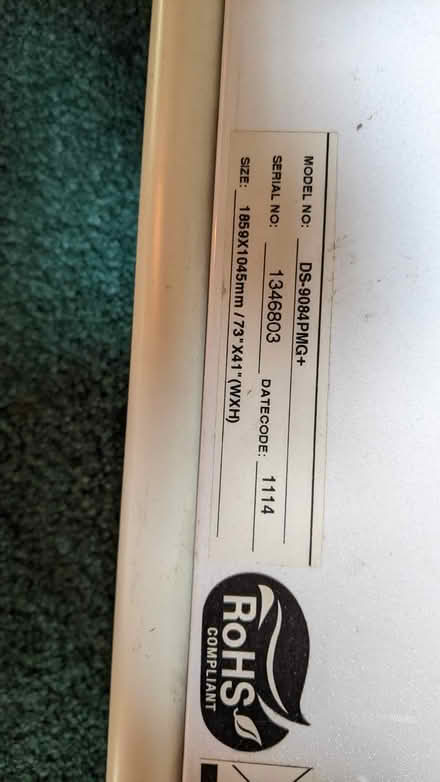 MODEL NO: DS-9084PMG+
SERIAL NO: 1346803 DATECODE: 1114
SIZE: 1859X1045mm / 73"X41"(WXH)
RoHS
COMPLIANT